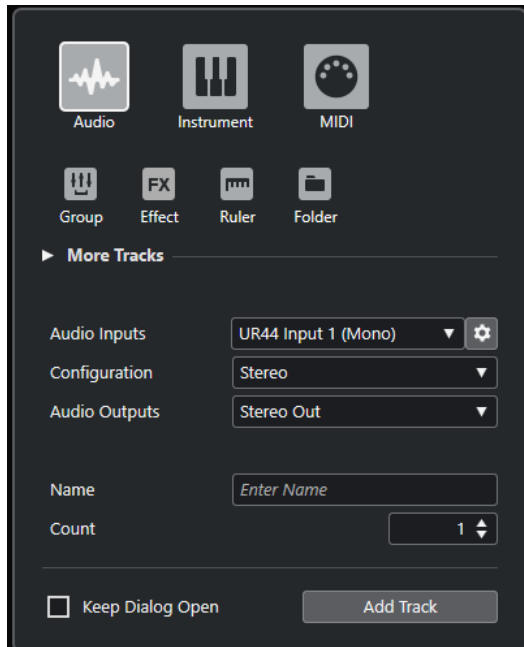 Audio Instrument MIDI
FX
Group Effect Ruler Folder
More Tracks
Audio Inputs UR44 Input 1 (Mono)
Configuration Stereo
Audio Outputs Stereo Out
Name Enter Name
Count 1
Keep Dialog Open Add Track